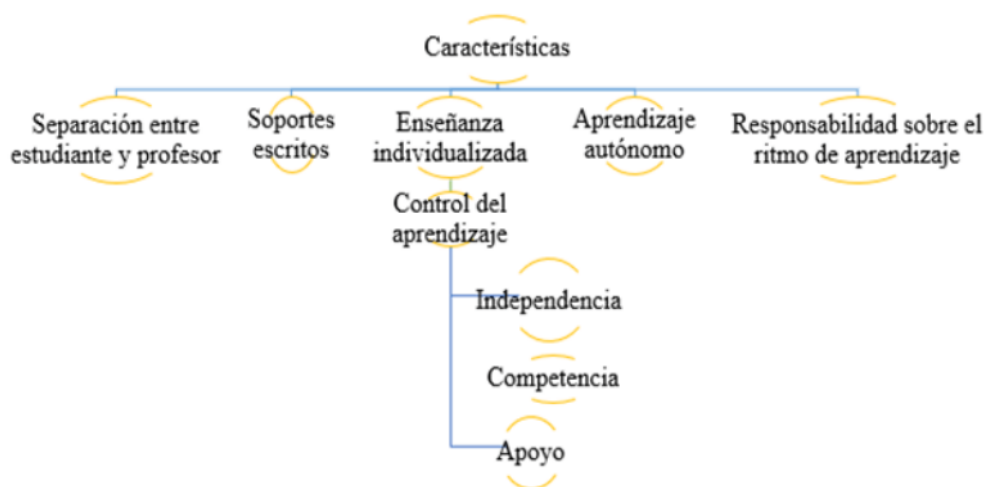 Características
Separación entre
estudiante y profesor
Soportes
escritos
Enseñanza
individualizada
Aprendizaje
autónomo
Responsabilidad sobre el
ritmo de aprendizaje
Control del
aprendizaje
Independencia
Competencia
Apoyo